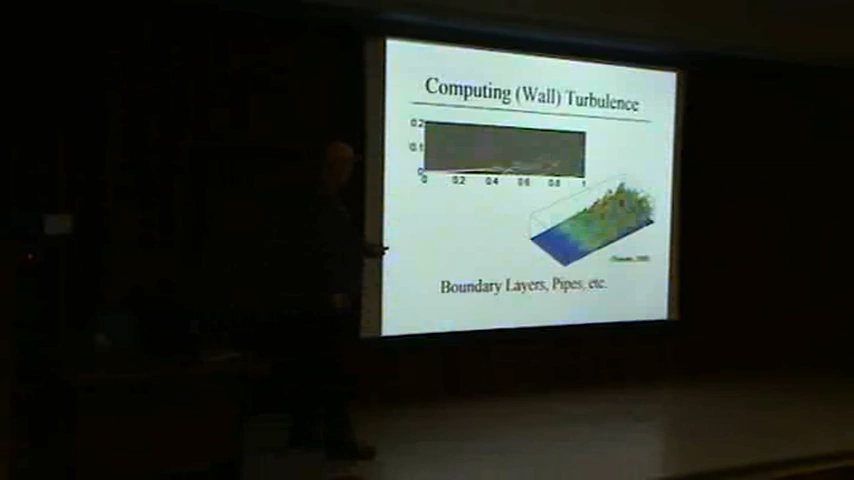 Computing (Wall) Turbulence
0.2
0.1
0
0 0.2 0.4 0.6 0.8 1
Boundary Layers, Pipes, etc.